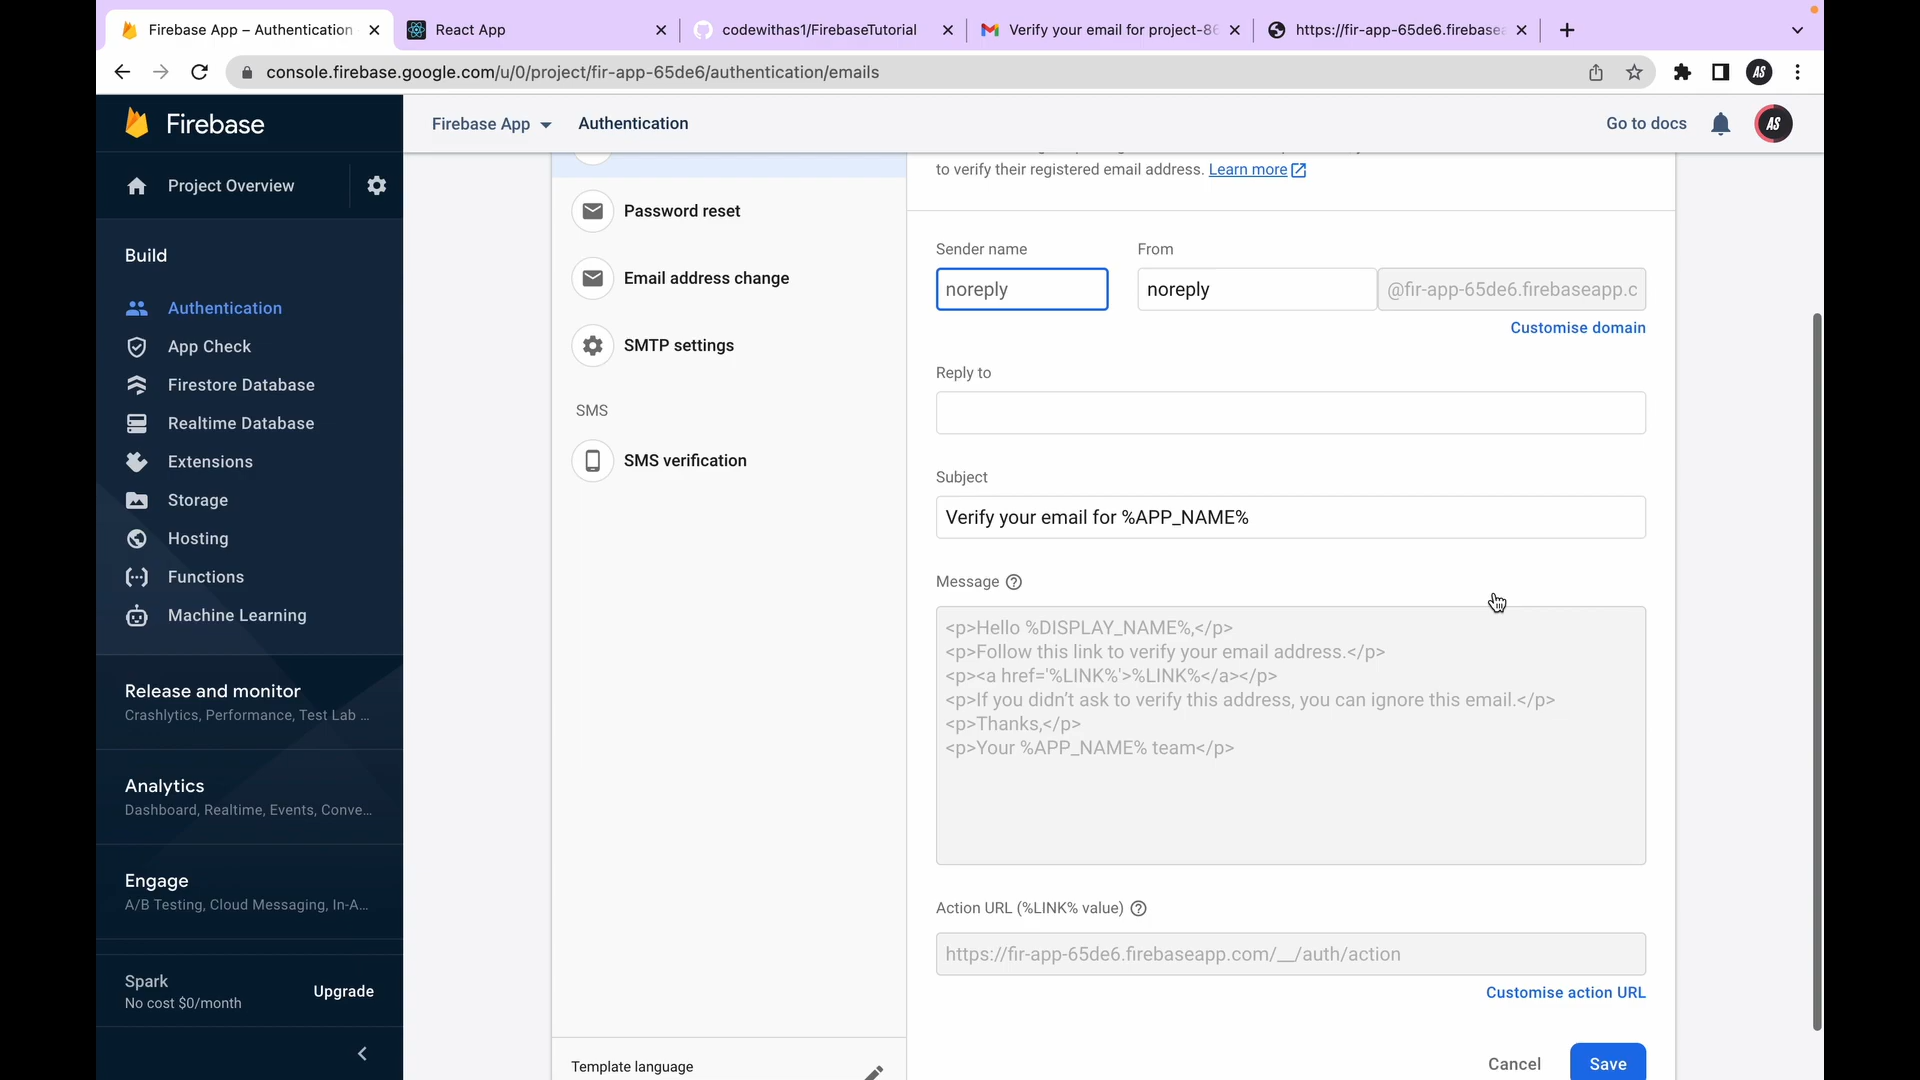 Firebase App – Authentication
React App
codewithas1/FirebaseTutorial
Verify your email for project-86
https://fir-app-65de6.firebasea
console.firebase.google.com/u/0/project/fir-app-65de6/authentication/emails
AS
Firebase
Firebase App
Authentication
Go to docs
AS
Project Overview
Build
Authentication
App Check
Firestore Database
Realtime Database
Extensions
Storage
Hosting
Functions
Machine Learning
Release and monitor
Crashlytics, Performance, Test Lab ...
Analytics
Dashboard, Realtime, Events, Conve...
Engage
A/B Testing, Cloud Messaging, In-A...
Spark
No cost $0/month
Upgrade
Password reset
Email address change
SMTP settings
SMS
SMS verification
Template language
to verify their registered email address. Learn more
Sender name
From
noreply
noreply
@fir-app-65de6.firebaseapp.c
Customise domain
Reply to
Subject
Verify your email for %APP_NAME%
Message
<p>Hello %DISPLAY_NAME%,</p>
<p>Follow this link to verify your email address.</p>
<p><a href='%LINK%'>%LINK%</a></p>
<p>If you didn’t ask to verify this address, you can ignore this email.</p>
<p>Thanks,</p>
<p>Your %APP_NAME% team</p>
Action URL (%LINK% value)
https://fir-app-65de6.firebaseapp.com/__/auth/action
Customise action URL
Cancel
Save